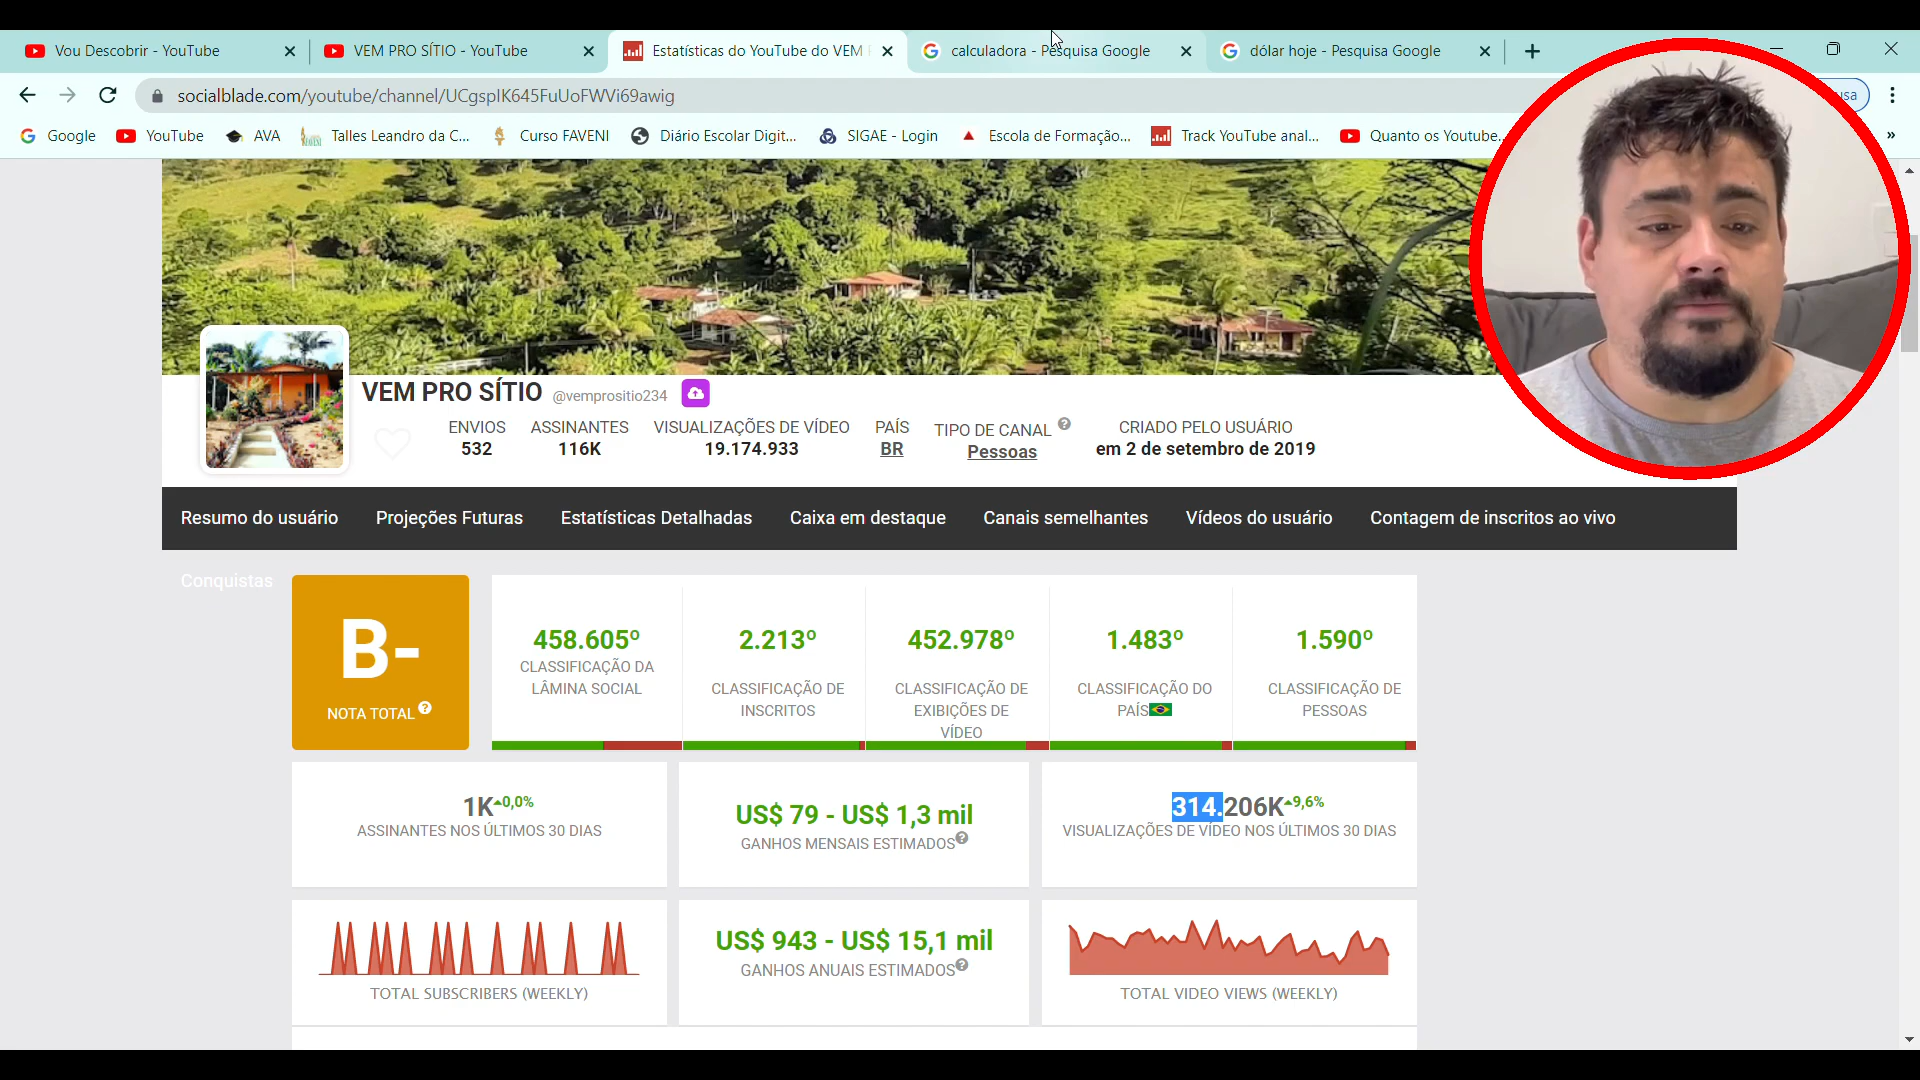 Vou Descobrir - YouTube
VEM PRO SÍTIO - YouTube
Estatísticas do YouTube do VEM
calculadora - Pesquisa Google
dólar hoje - Pesquisa Google
socialblade.com/youtube/channel/UCgsplK645FuUoFWVi69awig
Google
YouTube
AVA
Talles Leandro da C...
Curso FAVENI
Diário Escolar Digit...
SIGAE - Login
Escola de Formação...
Track YouTube anal...
Quanto os Youtube...
»
VEM PRO SÍTIO @vemprositio234
ENVIOS
532
ASSINANTES
116K
VISUALIZAÇÕES DE VÍDEO
19.174.933
PAÍS
BR
TIPO DE CANAL
Pessoas
CRIADO PELO USUÁRIO
em 2 de setembro de 2019
Resumo do usuário
Projeções Futuras
Estatísticas Detalhadas
Caixa em destaque
Canais semelhantes
Vídeos do usuário
Contagem de inscritos ao vivo
Conquistas
B-
NOTA TOTAL
458.605º
CLASSIFICAÇÃO DA
LÂMINA SOCIAL
2.213º
CLASSIFICAÇÃO DE
INSCRITOS
452.978º
CLASSIFICAÇÃO DE
EXIBIÇÕES DE
VÍDEO
1.483º
CLASSIFICAÇÃO DO
PAÍS
1.590º
CLASSIFICAÇÃO DE
PESSOAS
1K 0,0%
ASSINANTES NOS ÚLTIMOS 30 DIAS
US$ 79 - US$ 1,3 mil
GANHOS MENSAIS ESTIMADOS
314.206K 9,6%
VISUALIZAÇÕES DE VÍDEO NOS ÚLTIMOS 30 DIAS
TOTAL SUBSCRIBERS (WEEKLY)
US$ 943 - US$ 15,1 mil
GANHOS ANUAIS ESTIMADOS
TOTAL VIDEO VIEWS (WEEKLY)